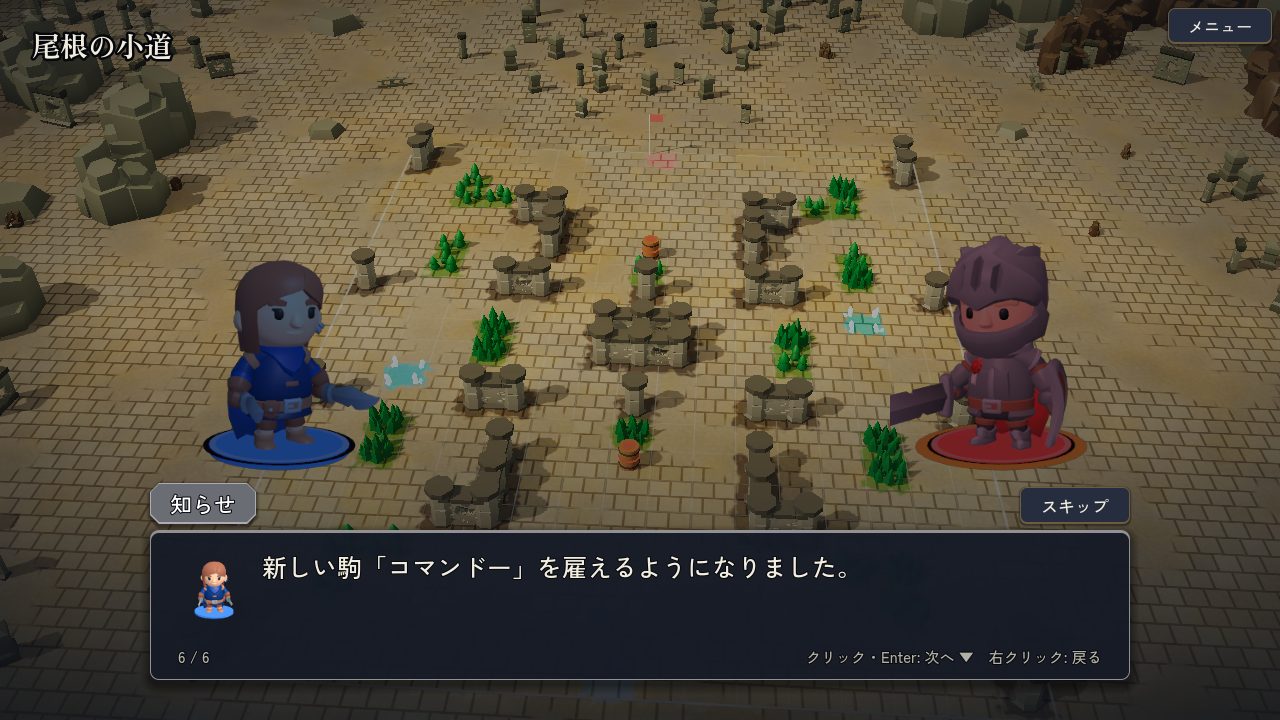 尾根の小道
メニュー
知らせ
スキップ
新しい駒「コマンドー」を雇えるようになりました。
6 / 6
クリック・Enter: 次へ ▼ 右クリック: 戻る